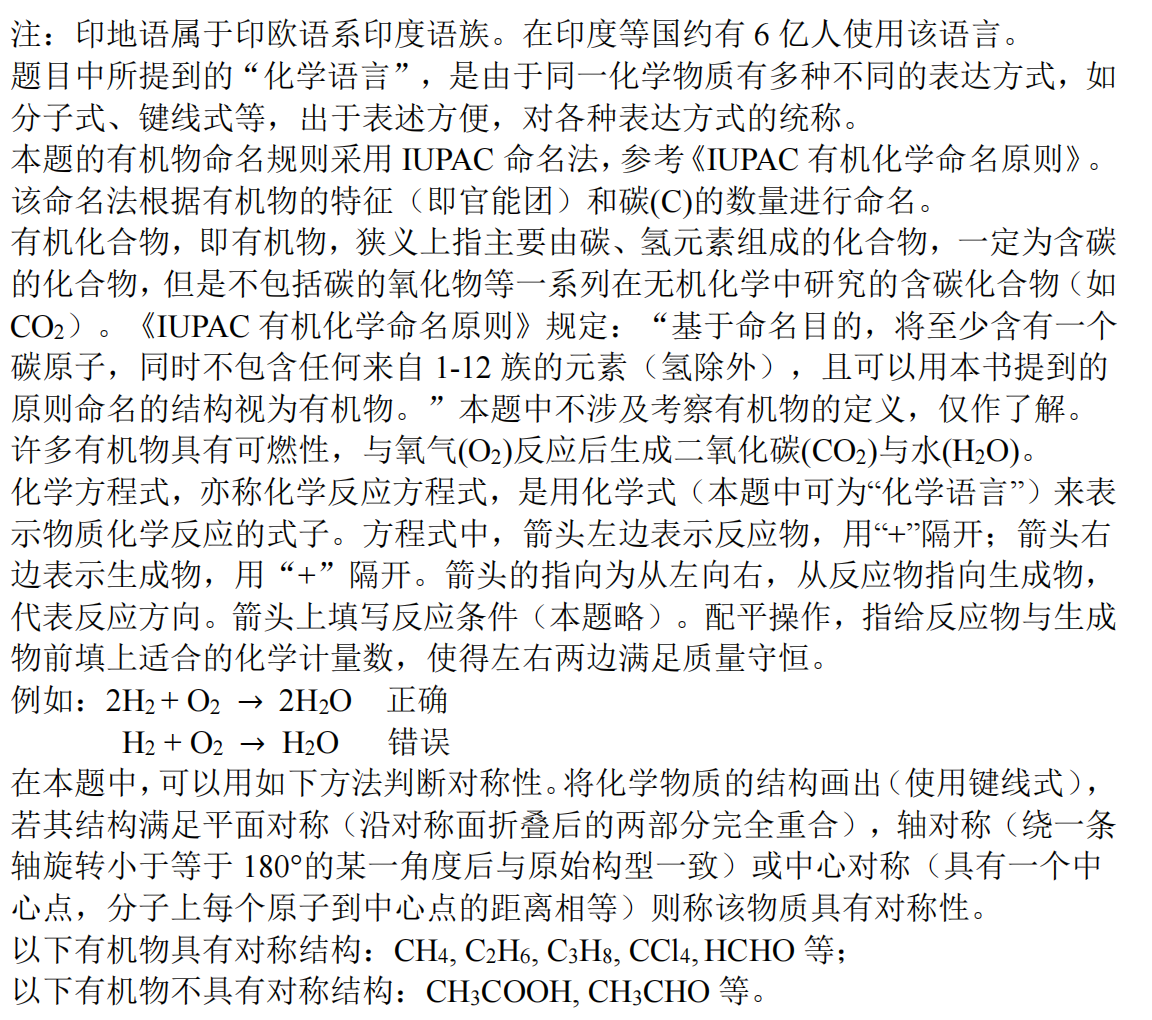 注：印地语属于印欧语系印度语族。在印度等国约有 6 亿人使用该语言。
题目中所提到的“化学语言”，是由于同一化学物质有多种不同的表达方式，如
分子式、键线式等，出于表述方便，对各种表达方式的统称。
本题的有机物命名规则采用 IUPAC 命名法，参考《IUPAC 有机化学命名原则》。
该命名法根据有机物的特征（即官能团）和碳(C)的数量进行命名。
有机化合物，即有机物，狭义上指主要由碳、氢元素组成的化合物，一定为含碳
的化合物，但是不包括碳的氧化物等一系列在无机化学中研究的含碳化合物（如
CO₂）。《IUPAC 有机化学命名原则》规定：“基于命名目的，将至少含有一个
碳原子，同时不包含任何来自 1-12 族的元素（氢除外），且可以用本书提到的
原则命名的结构视为有机物。”本题中不涉及考察有机物的定义，仅作了解。
许多有机物具有可燃性，与氧气(O₂)反应后生成二氧化碳(CO₂)与水(H₂O)。
化学方程式，亦称化学反应方程式，是用化学式（本题中可为“化学语言”）来表
示物质化学反应的式子。方程式中，箭头左边表示反应物，用“+”隔开；箭头右
边表示生成物，用“+”隔开。箭头的指向为从左向右，从反应物指向生成物，
代表反应方向。箭头上填写反应条件（本题略）。配平操作，指给反应物与生成
物前填上适合的化学计量数，使得左右两边满足质量守恒。
例如：2H₂ + O₂ → 2H₂O 正确
H₂ + O₂ → H₂O 错误
在本题中，可以用如下方法判断对称性。将化学物质的结构画出（使用键线式），
若其结构满足平面对称（沿对称面折叠后的两部分完全重合），轴对称（绕一条
轴旋转小于等于 180°的某一角度后与原始构型一致）或中心对称（具有一个中
心点，分子上每个原子到中心点的距离相等）则称该物质具有对称性。
以下有机物具有对称结构：CH₄, C₂H₆, C₃H₈, CCl₄, HCHO 等；
以下有机物不具有对称结构：CH₃COOH, CH₃CHO 等。